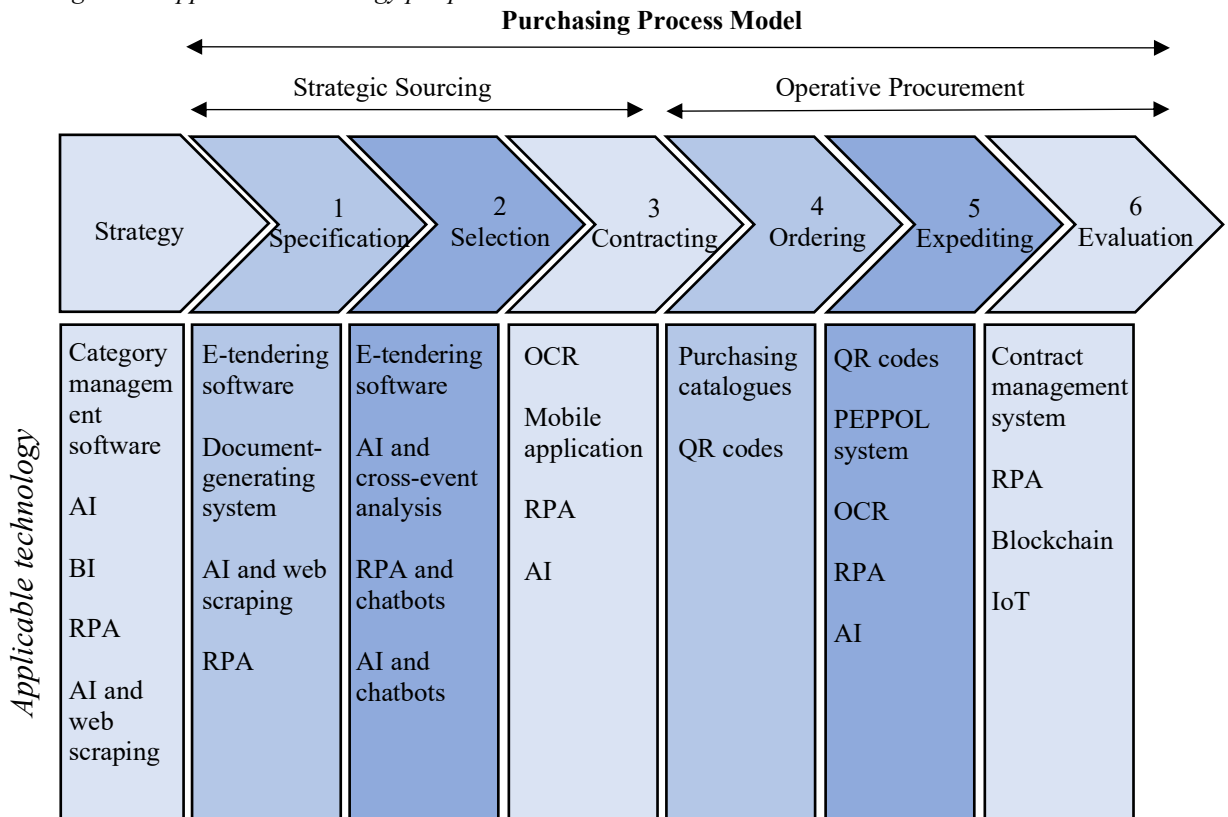 Purchasing Process Model
Strategic Sourcing
Operative Procurement
Strategy
1
Specification
2
Selection
3
Contracting
4
Ordering
5
Expediting
6
Evaluation
Applicable technology
Category
managem
ent
software
AI
BI
RPA
AI and
web
scraping
E-tendering
software
Document-
generating
system
AI and web
scraping
RPA
E-tendering
software
AI and
cross-event
analysis
RPA and
chatbots
AI and
chatbots
OCR
Mobile
application
RPA
AI
Purchasing
catalogues
QR codes
QR codes
PEPPOL
system
OCR
RPA
AI
Contract
management
system
RPA
Blockchain
IoT